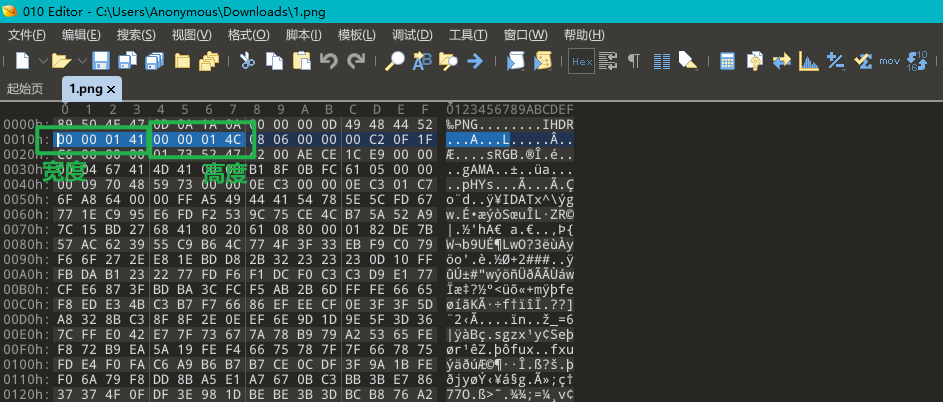 010 Editor - C:\Users\Anonymous\Downloads\1.png
文件(F) 编辑(E) 搜索(S) 视图(V) 格式(O) 脚本(I) 模板(L) 调试(D) 工具(T) 窗口(W) 帮助(H)
Hex ¶ mov
起始页 1.png ×
0 1 2 3 4 5 6 7 8 9 A B C D E F 0123456789ABCDEF
0000h: 89 50 4E 47 0D 0A 1A 0A 00 00 00 0D 49 48 44 52 ‰PNG........IHDR
0010h: 00 00 01 41 00 00 01 4C 08 06 00 00 00 C2 0F 1F ...A...L.....Â..
0020h: C6 00 00 00 01 73 52 47 42 00 AE CE 1C E9 00 00 Æ....sRGB.®Î.é..
宽度 高度
0030h: 00 04 67 41 4D 41 00 00 B1 8F 0B FC 61 05 00 00 ..gAMA..±..üa...
00 09 70 48 59 73 00 00 0E C3 00 00 0E C3 01 C7 ..pHYs...Ã...Ã.Ç
0050h: 6F A8 64 00 00 FF A5 49 44 41 54 78 5E 5C FD 67 o¨d..ÿ¥IDATx^\ýg
0060h: 77 1E C9 95 E6 FD F2 53 9C 75 CE 4C B7 5A 52 A9 w.É•æýòSœuÎL·ZR©
0070h: 7C 15 BD 27 68 41 80 20 61 08 80 01 82 DE 7B |.½'hA€ a.€..‚Þ{
57 AC 62 39 55 C9 B6 4C 77 4F 3F 33 EB F9 C0 79 W¬b9UÉ¶LwO?3ëùÀy
0090h: F6 6F 27 2E E8 1E BD D8 2B 32 23 23 23 0D 10 FF öo'.è.½Ø+2###..ÿ
00A0h: FB DA B1 23 22 77 FD F6 F1 DC F0 C3 C3 D9 E1 77 ûÚ±#"wýöñÜðÃÃÙáw
00B0h: CF E6 87 3F BD BA 3C FC F5 AB 2B 6D FF FE 66 65 Ïæ‡?½º<üõ«+mÿþfe
00C0h: F8 ED E3 4B C3 B7 F7 66 86 EF EE CF 0E 3F 3F 5D øíãKÃ·÷f†ïîÏ.??]
00D0h: A8 32 8B C3 8F 8F 2E 0E EF 6E 9D 1D 9E 5F 3D 36 ¨2‹Ã....ïn..ž_=6
00E0h: 7C FF E0 42 E7 7F 73 67 7A 78 B9 79 A2 53 65 FE |ÿàBç.sgzx¹y¢Seþ
00F0h: F8 72 B9 EA 5A 19 FE F4 66 75 78 7F 7F 66 78 75 ør¹êZ.þôfux..fxu
0100h: FD E4 F0 FA C6 A9 B6 B7 CE 0C DF 3F 9A 1B FE
0110h: F0 6A 79 F8 DD 8B A5 E1 A7 67 0B C3 BB 3B E7 86 ðjyøÝ‹¥á§g.Ã»;ç†
0120h: 37 37 4F 0F DF 3E 98 1D BE BE 3B 3D BC B8 76 A2 77O.ß>˜.¾¾;=¼¸v¢